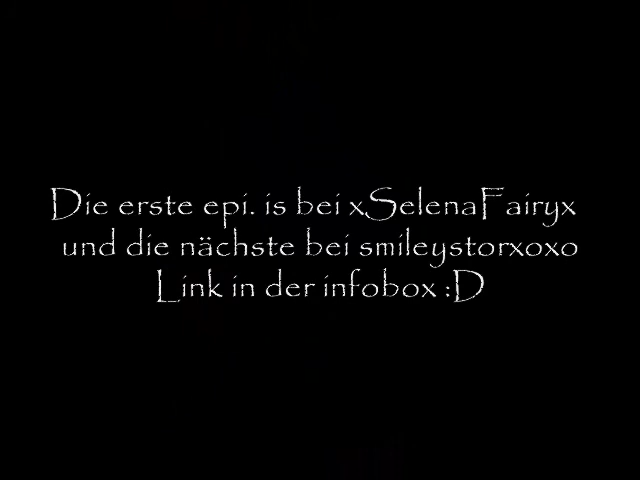 Die erste epi. is bei xSelenaFairyx
und die nächste bei smileystorxoxo
Link in der infobox :D